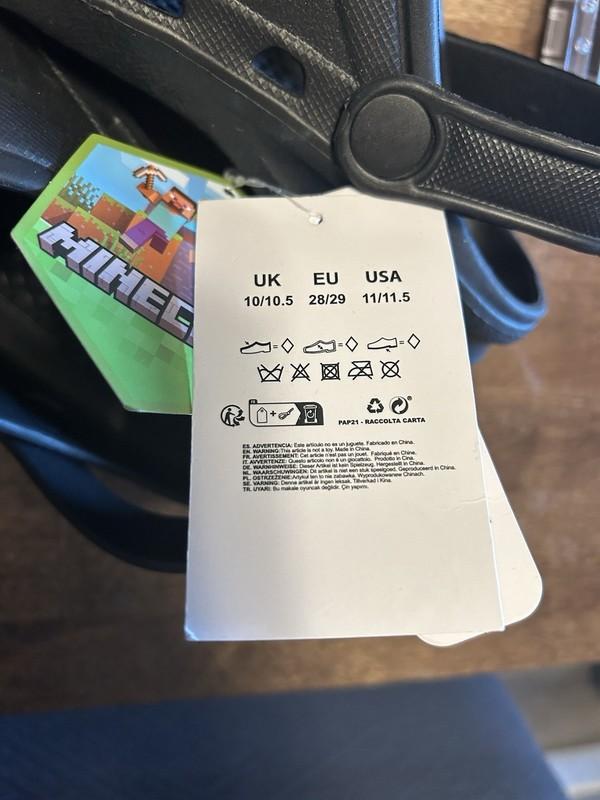 MINEC
UK EU USA
10/10.5 28/29 11/11.5
PAP21 - RACCOLTA CARTA
ES. ADVERTENCIA: Este artículo no es un juguete. Fabricado en China.
EN. WARNING:This article is not a toy. Made in China.
FR. AVERTISSEMENT: Cet article n'est pas un jouet. Fabriqué en Chine.
IT. AVVERTENZE: Questo articolo non è un giocattolo. Prodotto in Cina.
DE. WARNHINWEISE: Dieser Artikel ist kein Spielzeug. Hergestellt in China.
NL. WAARSCHUWINGEN: Dit artikel is niet een stuk speelgoed. Geproduceerd in China.
PL. OSTRZEŻENIE:Artykuł ten to nie zabawka. Wyprodukowane Chinach.
SE. VARNING: Denne artikel är ingen leksak. Tillverkad i Kina.
TR. UYARI: Bu makale oyuncak değildir. Çin yapımı.